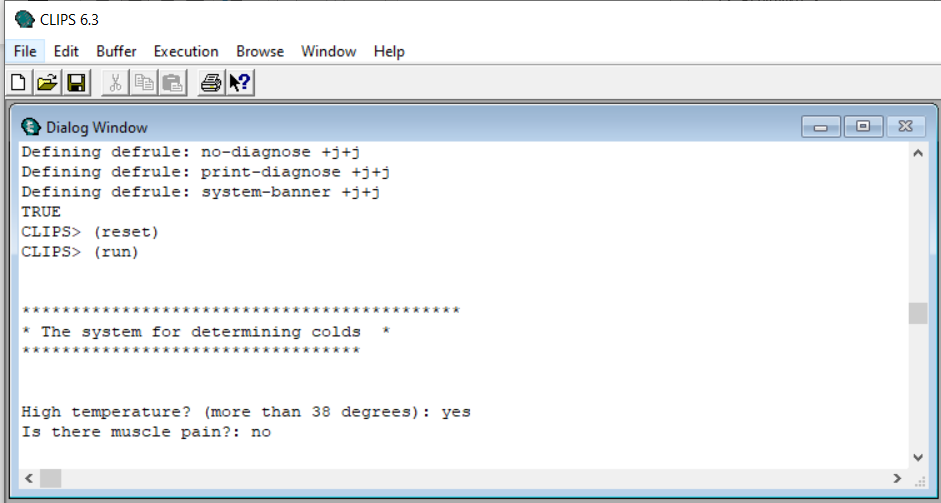 CLIPS 6.3
File Edit Buffer Execution Browse Window Help
Dialog Window
Defining defrule: no-diagnose +j+j
Defining defrule: print-diagnose +j+j
Defining defrule: system-banner +j+j
TRUE
CLIPS> (reset)
CLIPS> (run)
********************************************
* The system for determining colds  *
**********************************
High temperature? (more than 38 degrees): yes
Is there muscle pain?: no